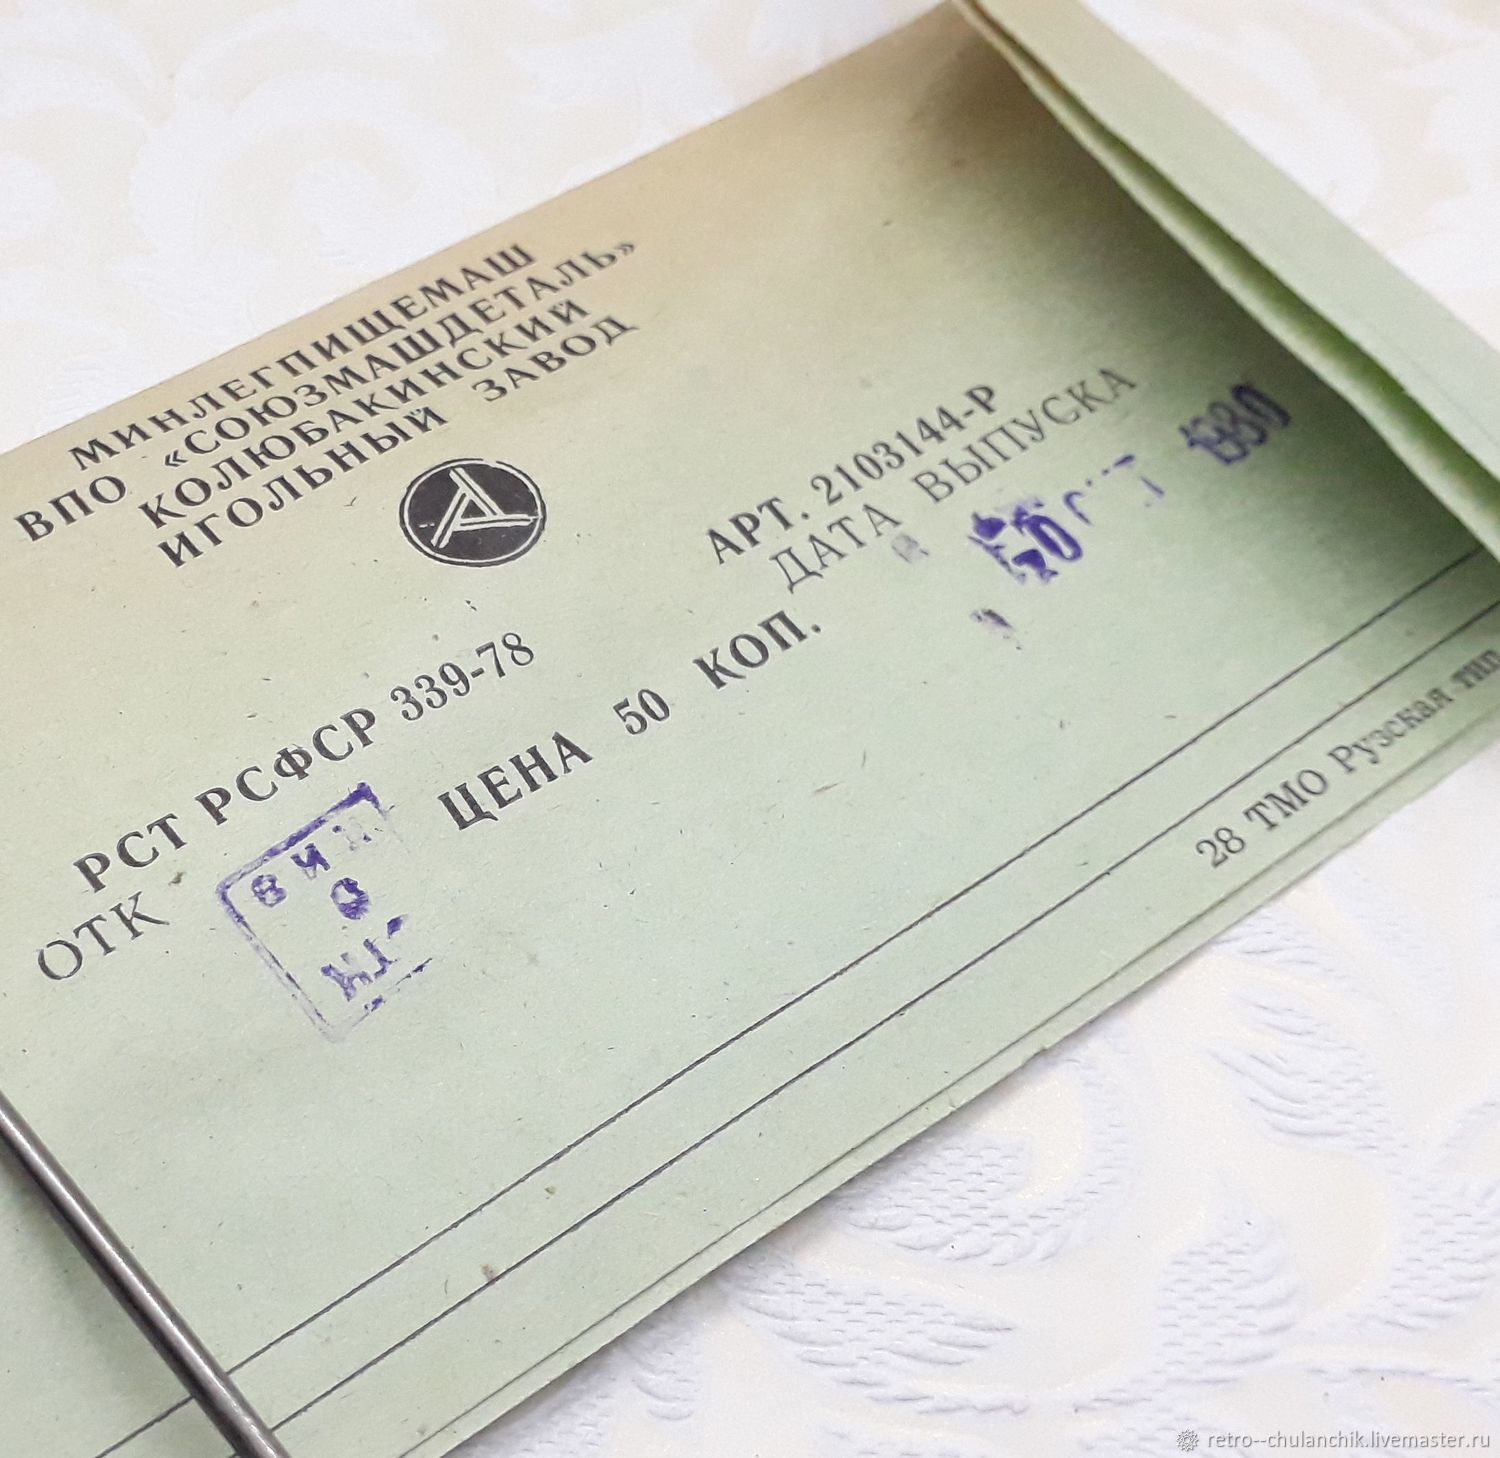 МИНЛЕГПИЩЕМАШ
ВПО «СОЮЗМАШДЕТАЛЬ»
КОЛЮБАКИНСКИЙ
ИГОЛЬНЫЙ ЗАВОД
АРТ. 2103144-Р
ДАТА ВЫПУСКА
1980
РСТ РСФСР 339-78
ОТК
ЦЕНА 50 КОП.
28 ТМО Рузская тип
retro--chulanchik.livemaster.ru